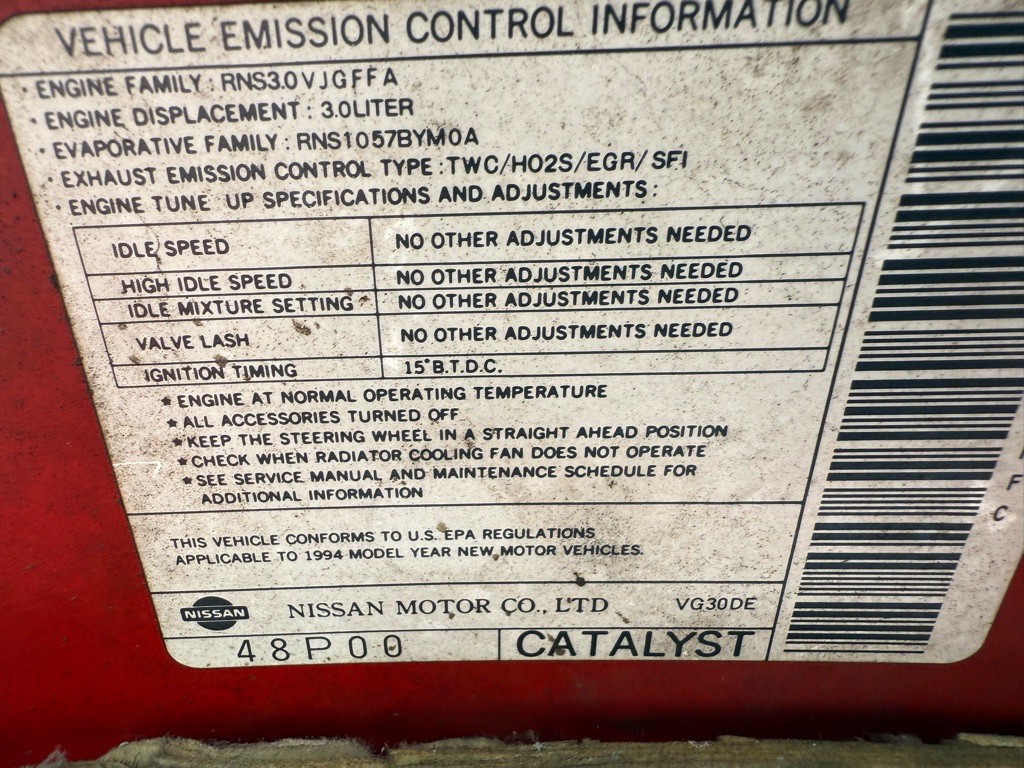 VEHICLE EMISSION CONTROL INFORMATION
· ENGINE FAMILY : RNS3.0VJGFFA
· ENGINE DISPLACEMENT : 3.0LITER
· EVAPORATIVE FAMILY : RNS1057BYM0A
· EXHAUST EMISSION CONTROL TYPE : TWC/HO2S/EGR/SFI
· ENGINE TUNE UP SPECIFICATIONS AND ADJUSTMENTS :
IDLE SPEED NO OTHER ADJUSTMENTS NEEDED
HIGH IDLE SPEED NO OTHER ADJUSTMENTS NEEDED
IDLE MIXTURE SETTING NO OTHER ADJUSTMENTS NEEDED
VALVE LASH NO OTHER ADJUSTMENTS NEEDED
IGNITION TIMING 15° B.T.D.C.
★ ENGINE AT NORMAL OPERATING TEMPERATURE
★ ALL ACCESSORIES TURNED OFF
★ KEEP THE STEERING WHEEL IN A STRAIGHT AHEAD POSITION
★ CHECK WHEN RADIATOR COOLING FAN DOES NOT OPERATE
★ SEE SERVICE MANUAL AND MAINTENANCE SCHEDULE FOR
ADDITIONAL INFORMATION
THIS VEHICLE CONFORMS TO U.S. EPA REGULATIONS
APPLICABLE TO 1994 MODEL YEAR NEW MOTOR VEHICLES.
NISSAN NISSAN MOTOR CO., LTD VG30DE
48P00 CATALYST
F
C